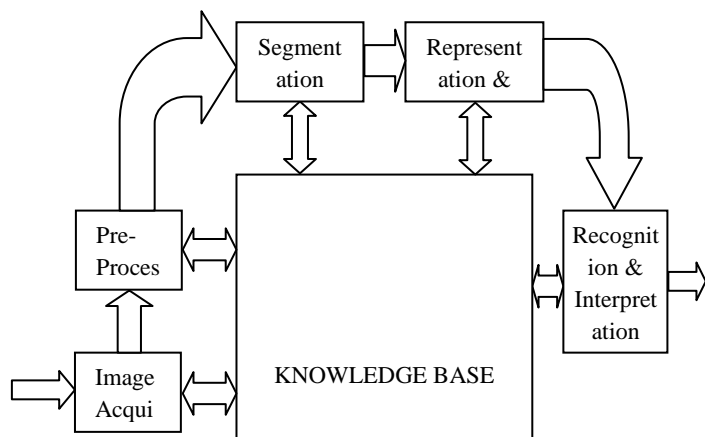 Segment
ation
Represent
ation &
Pre-
Proces
Recognit
ion &
Interpret
ation
Image
Acqui
KNOWLEDGE BASE